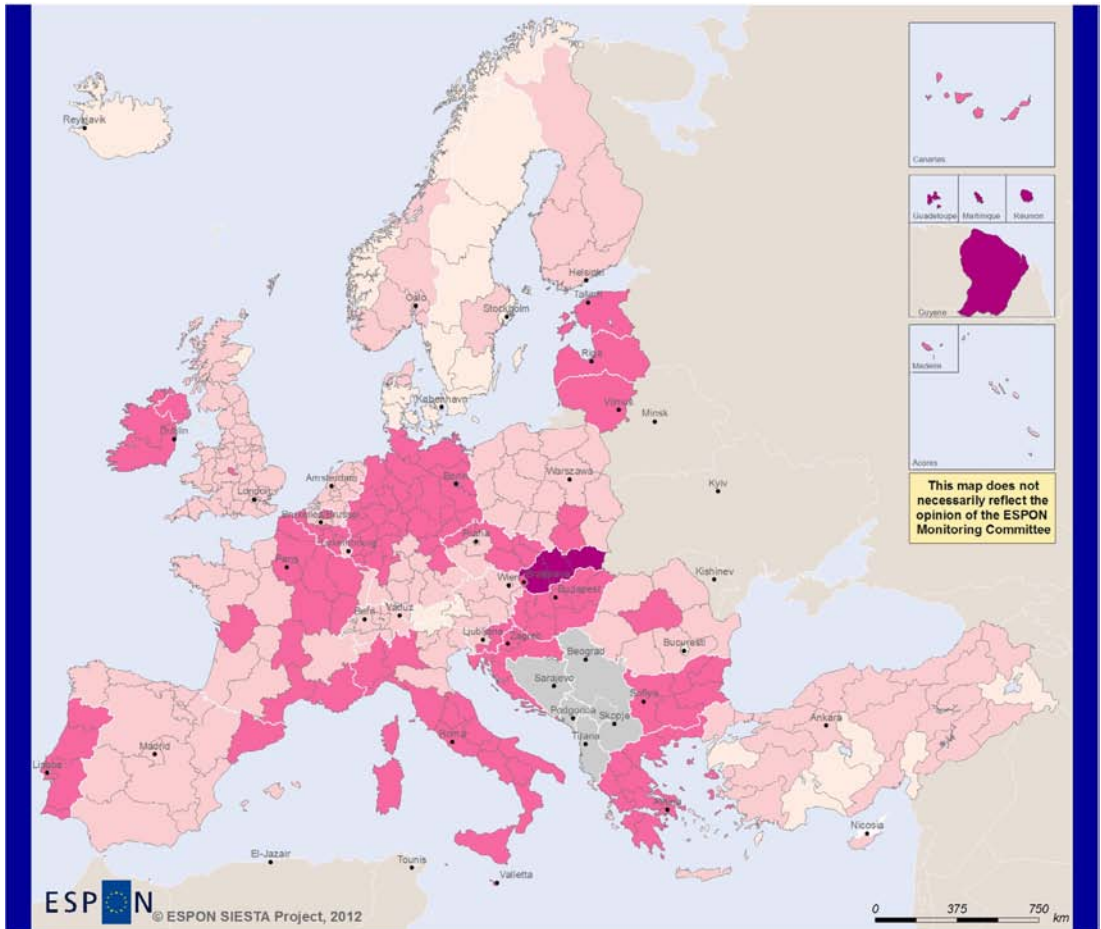 Reykjavik
Canarias
Guadeloupe
Martinique
Réunion
Guyane
Helsinki
Oslo
Tallinn
Stockholm
Madeira
Riga
København
Vilnius
Minsk
Dublin
Acores
This map does not
necessarily reflect the
opinion of the ESPON
Monitoring Committee
Amsterdam
Berlin
Warszawa
London
Kyiv
Luxembourg
Praha
Paris
Wien
Kishinev
Budapest
Bern
Vaduz
Ljubljana
Zagreb
Bucuresti
Beograd
Sarajevo
Sofiya
Podgorica
Skopje
Ankara
Roma
Tirana
Madrid
Lisboa
Nicosia
El-Jazair
Tounis
Valletta
ESPON
© ESPON SIESTA Project, 2012
0 375 750
km